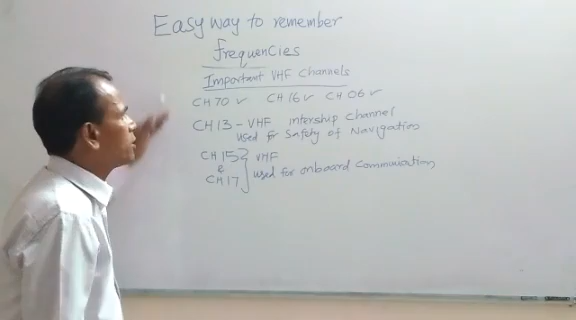 Easy way to remember
frequencies
Important VHF Channels
CH 70 ✓ CH 16 ✓ CH 06 ✓
CH 13 - VHF intership Channel
used for Safety of Navigation
CH 15 } VHF
&
CH 17 used for onboard Communication